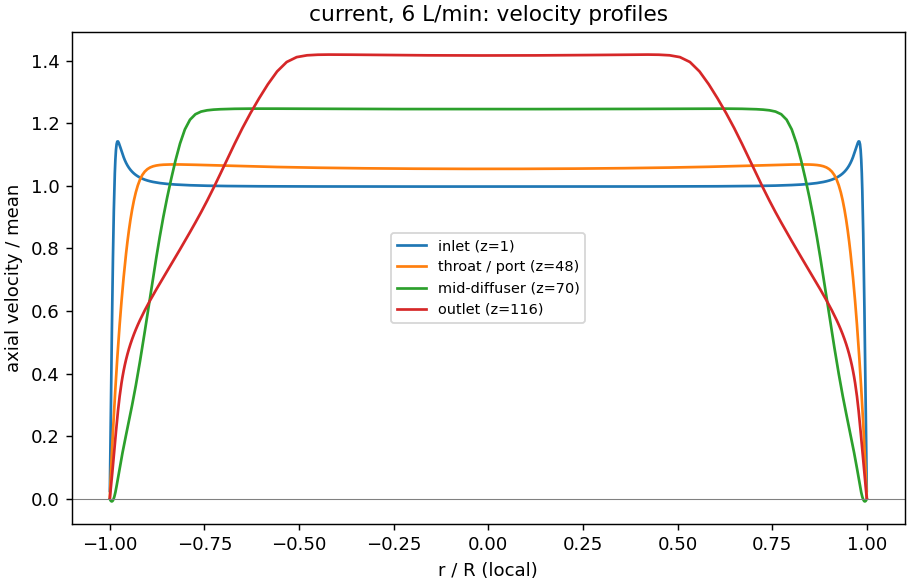 current, 6 L/min: velocity profiles
axial velocity / mean
1.4
1.2
1.0
0.8
0.6
0.4
0.2
0.0
inlet (z=1)
throat / port (z=48)
mid-diffuser (z=70)
outlet (z=116)
−1.00 −0.75 −0.50 −0.25 0.00 0.25 0.50 0.75 1.00
r / R (local)